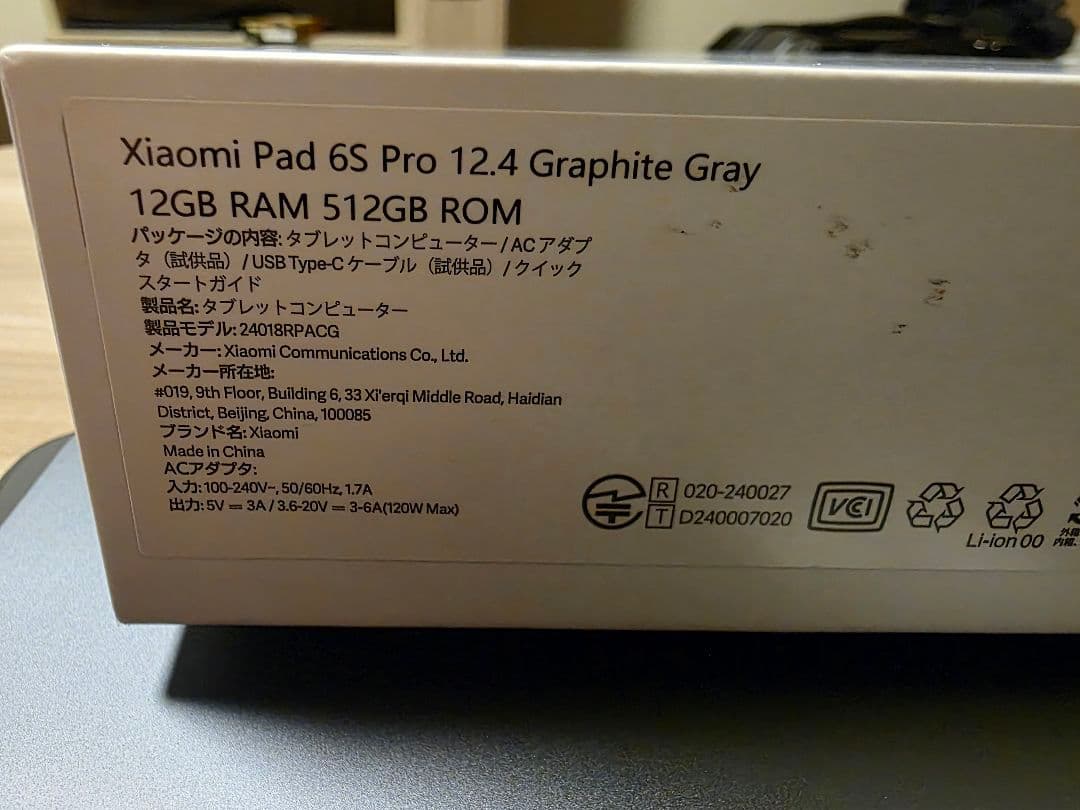 Xiaomi Pad 6S Pro 12.4 Graphite Gray
12GB RAM 512GB ROM
パッケージの内容: タブレットコンピューター / AC アダプ
タ（試供品）/ USB Type-C ケーブル（試供品）/ クイック
スタートガイド
製品名: タブレットコンピューター
製品モデル: 24018RPACG
メーカー: Xiaomi Communications Co., Ltd.
メーカー所在地:
#019, 9th Floor, Building 6, 33 Xi'erqi Middle Road, Haidian
District, Beijing, China, 100085
ブランド名: Xiaomi
Made in China
ACアダプタ:
入力: 100-240V~, 50/60Hz, 1.7A
出力: 5V ⎓ 3A / 3.6-20V ⎓ 3-6A(120W Max)
R 020-240027
T D240007020
VCI
Li-ion 00
外箱
内箱